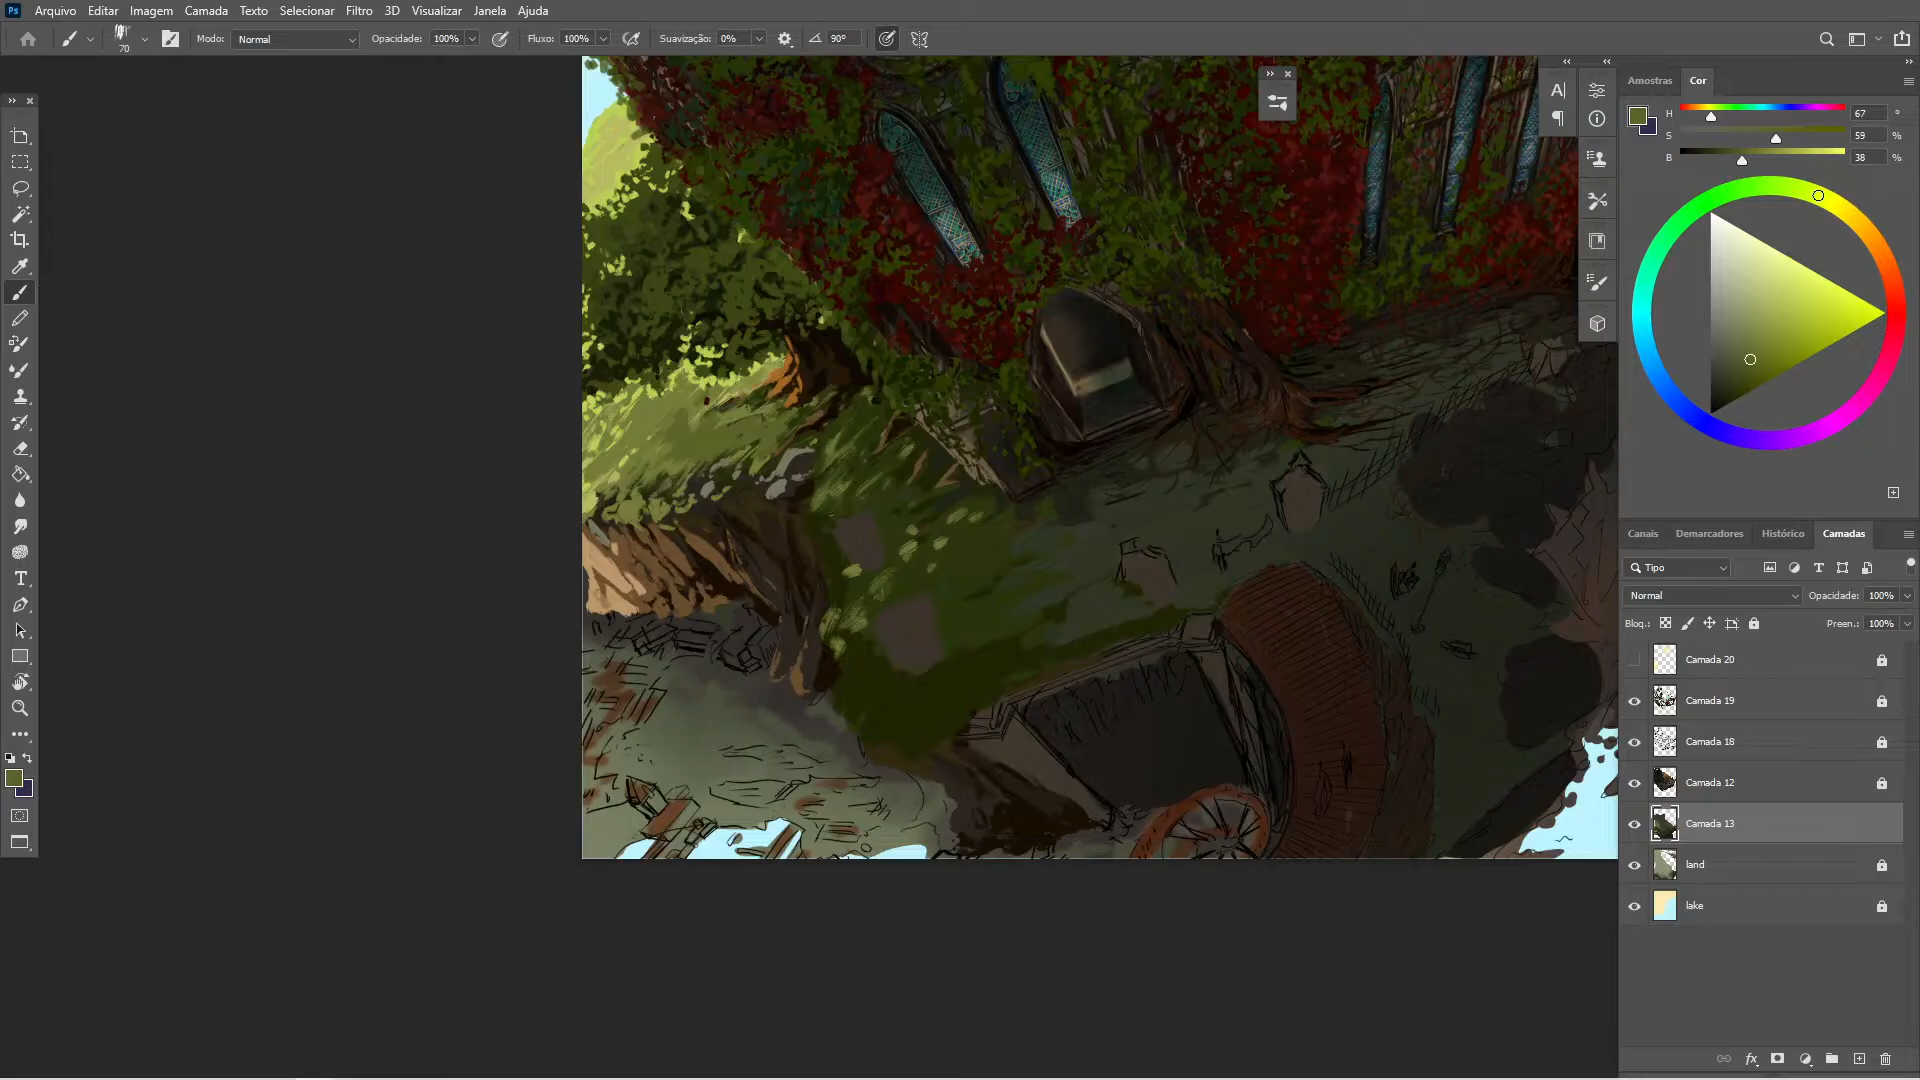 Ps Arquivo Editar Imagem Camada Texto Selecionar Filtro 3D Visualizar Janela Ajuda
70 Modo: Normal Opacidade: 100% Fluxo: 100% Suavização: 0% 90°
Amostras Cor
H 67 °
S 59 %
B 38 %
Canais Demarcadores Histórico Camadas
Tipo
Normal Opacidade: 100%
Bloq.: Preen.: 100%
Camada 20
Camada 19
Camada 18
Camada 12
Camada 13
land
lake